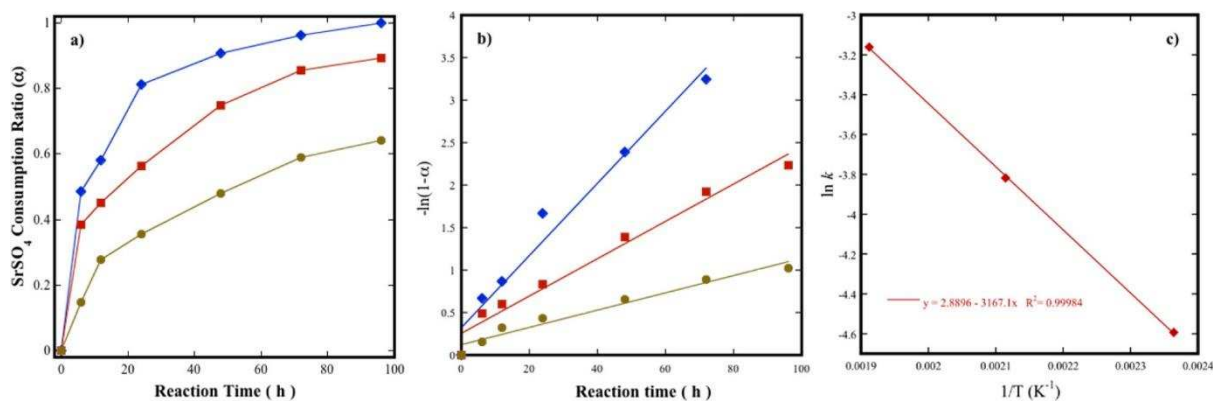 a)
SrSO4 Consumption Ratio (α)
1
0.8
0.6
0.4
0.2
0
0 20 40 60 80 100
Reaction Time ( h )
b)
-ln(1-α)
4
3.5
3
2.5
2
1.5
1
0.5
0
0 20 40 60 80 100
Reaction time ( h )
c)
ln k
-3
-3.2
-3.4
-3.6
-3.8
-4
-4.2
-4.4
-4.6
y = 2.8896 - 3167.1x R2= 0.99984
0.0019 0.002 0.0021 0.0022 0.0023 0.0024
1/T (K-1)